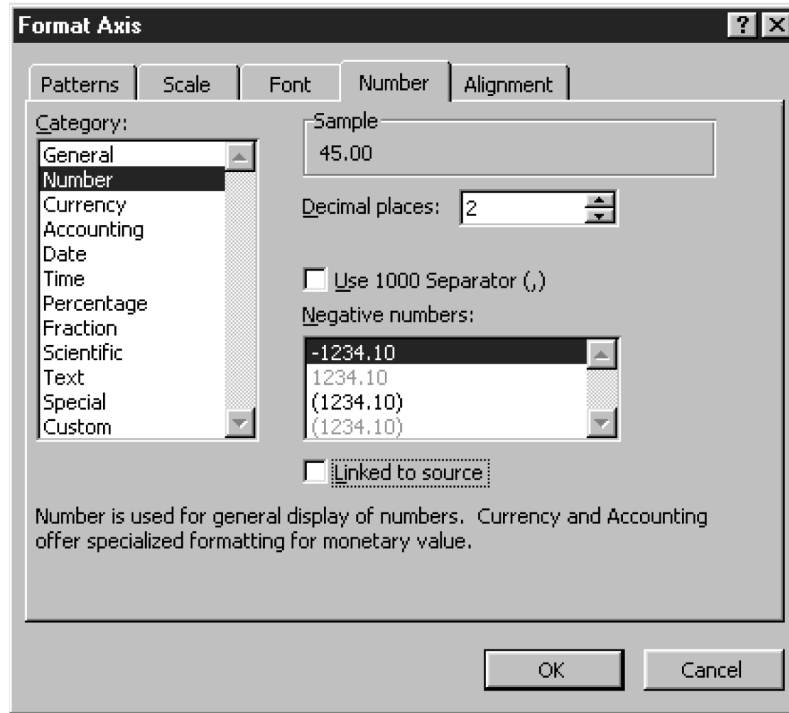 Format Axis
Patterns Scale Font Number Alignment
Category:
General
Number
Currency
Accounting
Date
Time
Percentage
Fraction
Scientific
Text
Special
Custom
Sample
45.00
Decimal places: 2
Use 1000 Separator (,)
Negative numbers:
-1234.10
1234.10
(1234.10)
(1234.10)
Linked to source
Number is used for general display of numbers. Currency and Accounting
offer specialized formatting for monetary value.
OK Cancel